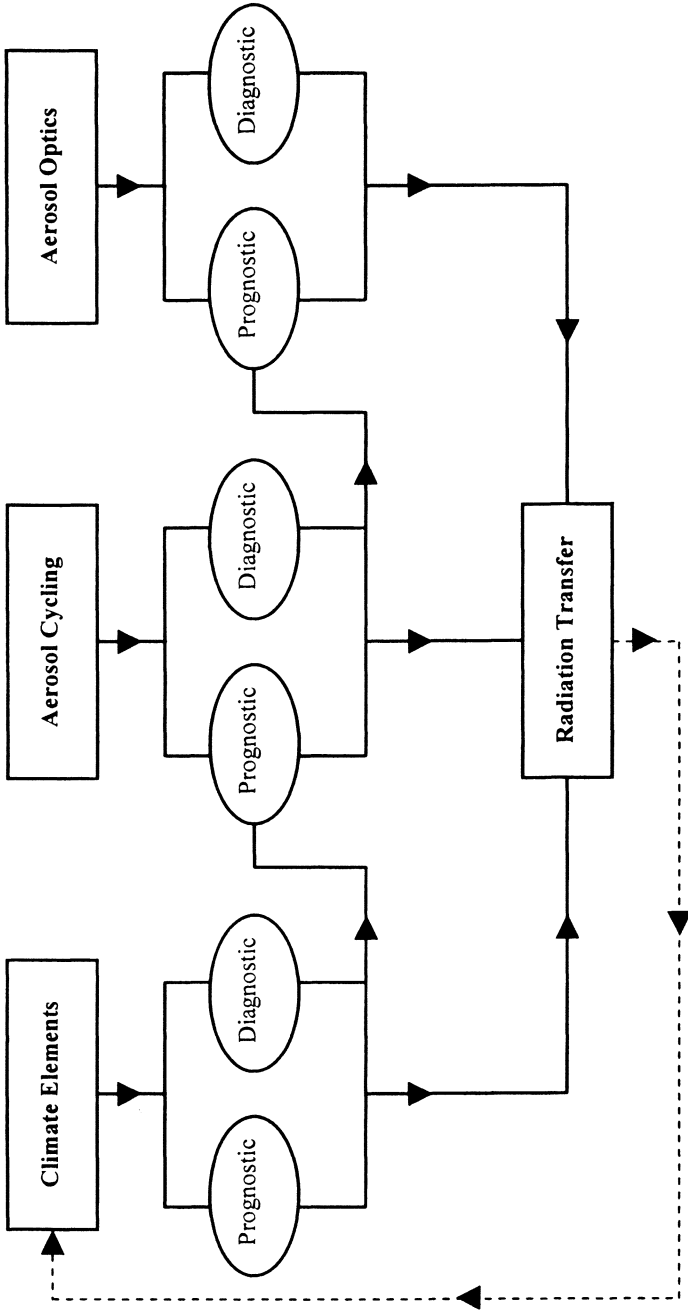 Climate Elements
Aerosol Cycling
Aerosol Optics
Prognostic
Diagnostic
Prognostic
Diagnostic
Prognostic
Diagnostic
Radiation Transfer